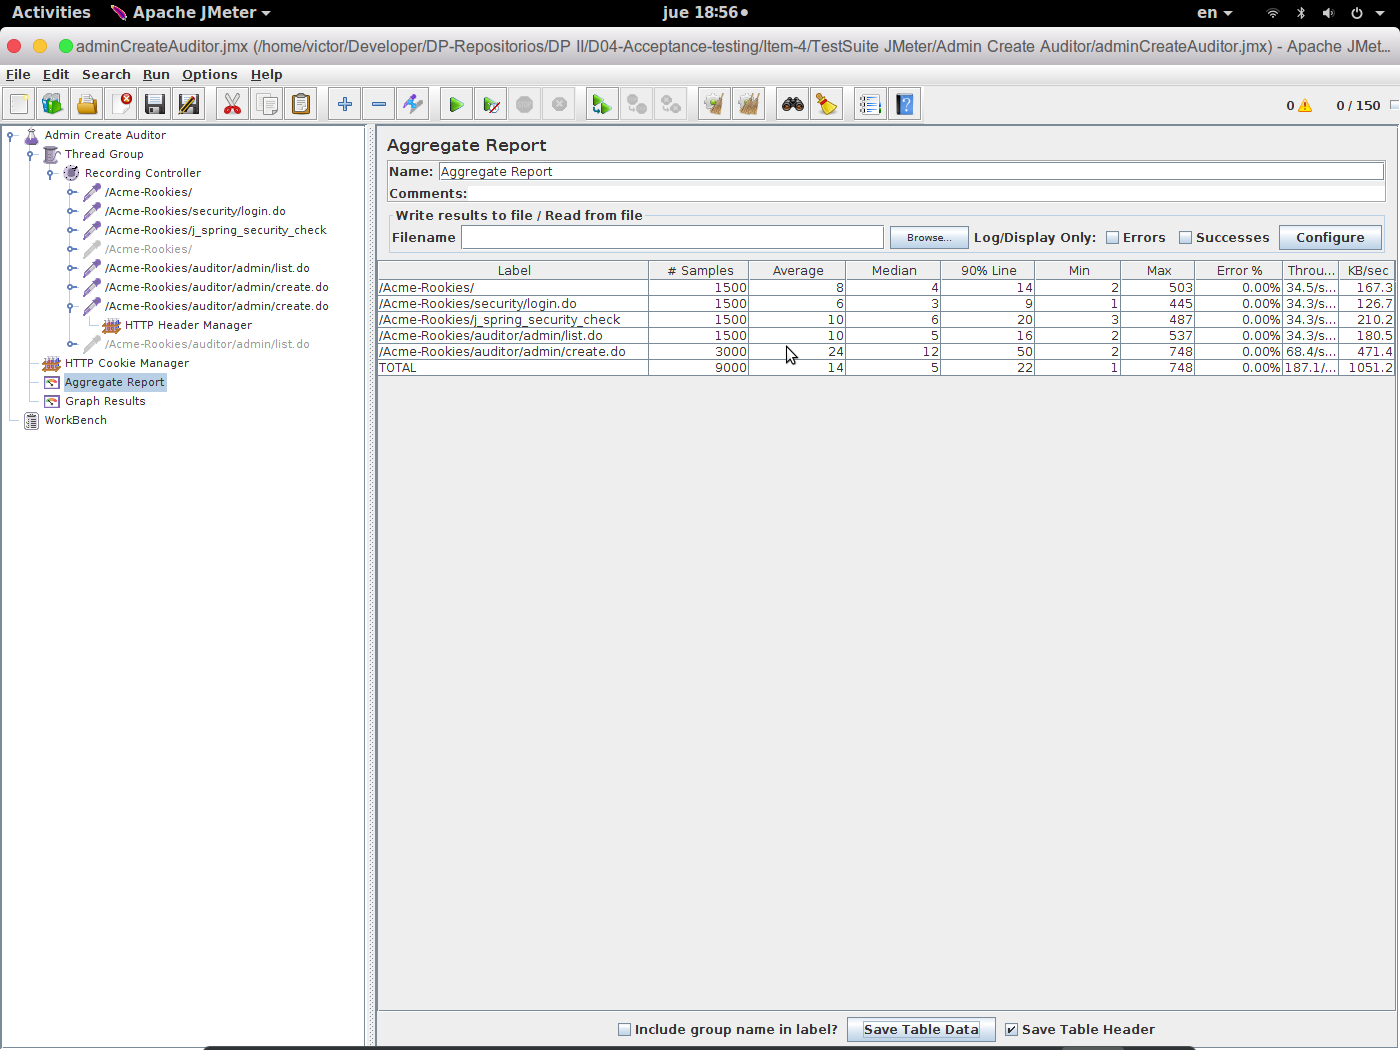 Activities Apache JMeter jue 18:56 en
adminCreateAuditor.jmx (/home/victor/Developer/DP-Repositorios/DP II/D04-Acceptance-testing/Item-4/TestSuite JMeter/Admin Create Auditor/adminCreateAuditor.jmx) - Apache JMet...
File Edit Search Run Options Help
0 0 / 150
Admin Create Auditor
Thread Group
Recording Controller
/Acme-Rookies/
/Acme-Rookies/security/login.do
/Acme-Rookies/j_spring_security_check
/Acme-Rookies/
/Acme-Rookies/auditor/admin/list.do
/Acme-Rookies/auditor/admin/create.do
/Acme-Rookies/auditor/admin/create.do
HTTP Header Manager
/Acme-Rookies/auditor/admin/list.do
HTTP Cookie Manager
Aggregate Report
Graph Results
WorkBench
Aggregate Report
Name: Aggregate Report
Comments:
Write results to file / Read from file
Filename Browse... Log/Display Only: Errors Successes Configure
Label # Samples Average Median 90% Line Min Max Error % Throu... KB/sec
/Acme-Rookies/ 1500 8 4 14 2 503 0.00% 34.5/s... 167.3
/Acme-Rookies/security/login.do 1500 6 3 9 1 445 0.00% 34.3/s... 126.7
/Acme-Rookies/j_spring_security_check 1500 10 6 20 3 487 0.00% 34.3/s... 210.2
/Acme-Rookies/auditor/admin/list.do 1500 10 5 16 2 537 0.00% 34.3/s... 180.5
/Acme-Rookies/auditor/admin/create.do 3000 24 12 50 2 748 0.00% 68.4/s... 471.4
TOTAL 9000 14 5 22 1 748 0.00% 187.1/... 1051.2
Include group name in label? Save Table Data Save Table Header